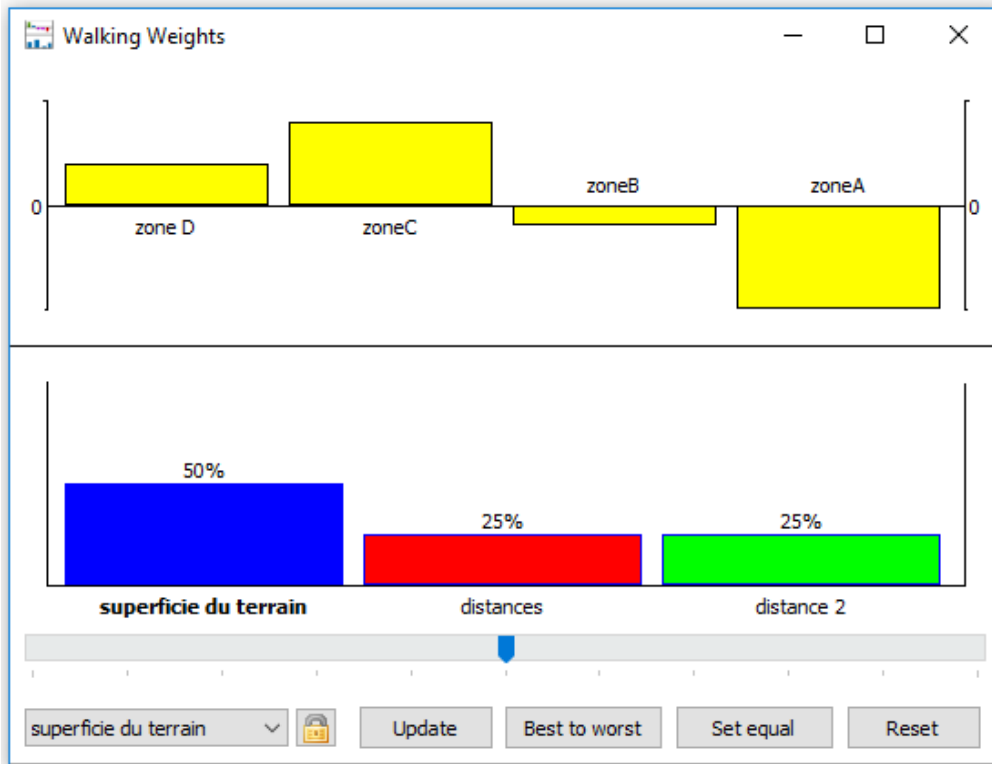 Walking Weights
zoneB zoneA
0 0
zone D zoneC
50%
25% 25%
superficie du terrain distances distance 2
superficie du terrain Update Best to worst Set equal Reset